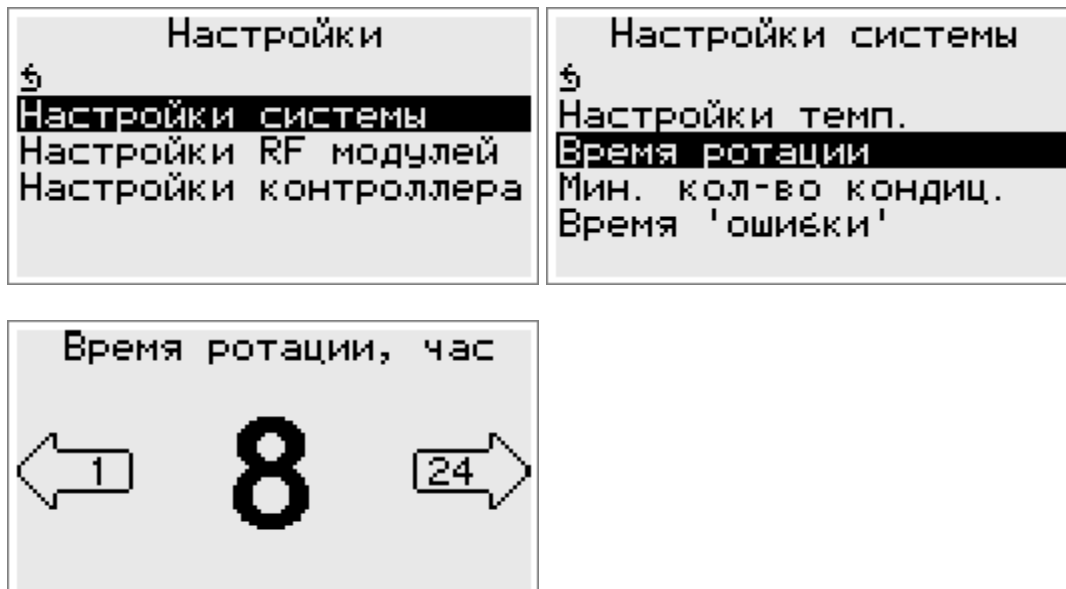 Настройки
Настройки системы
Настройки RF модулей
Настройки контроллера
Настройки системы
Настройки темп.
Время ротации
Мин. кол-во кондиц.
Время 'ошибки'
Время ротации, час
1 8 24